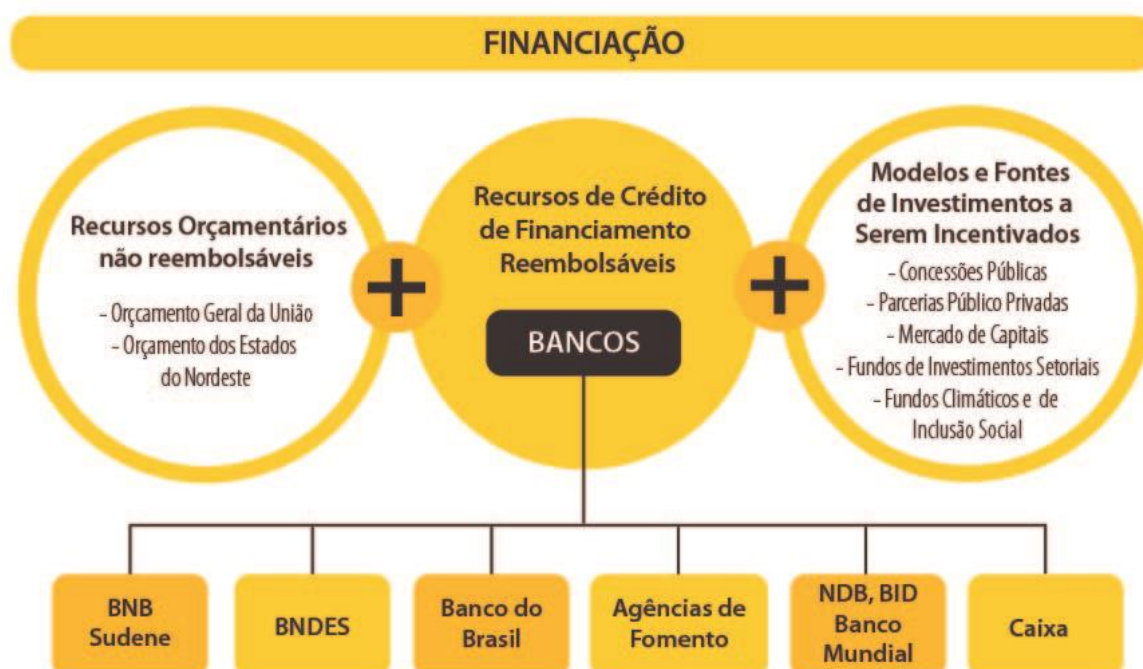 FINANCIAÇÃO
Recursos Orçamentários
não reembolsáveis
- Orçamento Geral da União
- Orçamento dos Estados
do Nordeste
+
Recursos de Crédito
de Financiamento
Reembolsáveis
BANCOS
+
Modelos e Fontes
de Investimentos a
Serem Incentivados
- Concessões Públicas
- Parcerias Público Privadas
- Mercado de Capitais
- Fundos de Investimentos Setoriais
- Fundos Climáticos e de
Inclusão Social
BNB
Sudene
BNDES
Banco do
Brasil
Agências de
Fomento
NDB, BID
Banco
Mundial
Caixa